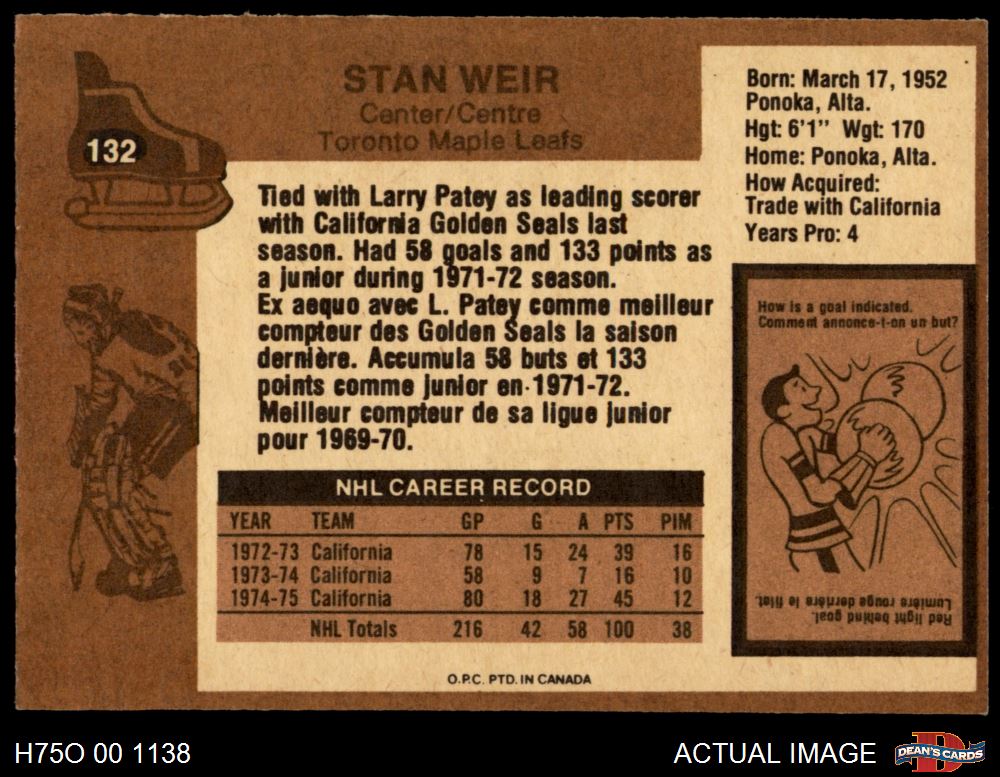 132
STAN WEIR
Center/Centre
Toronto Maple Leafs
Born: March 17, 1952
Ponoka, Alta.
Hgt: 6'1" Wgt: 170
Home: Ponoka, Alta.
How Acquired:
Trade with California
Years Pro: 4
Tied with Larry Patey as leading scorer
with California Golden Seals last
season. Had 58 goals and 133 points as
a junior during 1971-72 season.
Ex aequo avec L. Patey comme meilleur
compteur des Golden Seals la saison
dernière. Accumula 58 buts et 133
points comme junior en 1971-72.
Meilleur compteur de sa ligue junior
pour 1969-70.
How is a goal indicated.
Comment annonce-t-on un but?
Red light behind goal.
Lumière rouge derrière le filet.
NHL CAREER RECORD
YEAR TEAM GP G A PTS PIM
1972-73 California 78 15 24 39 16
1973-74 California 58 9 7 16 10
1974-75 California 80 18 27 45 12
NHL Totals 216 42 58 100 38
O.P.C. PTD. IN CANADA
H75O 00 1138
ACTUAL IMAGE
D
DEAN'S CARDS